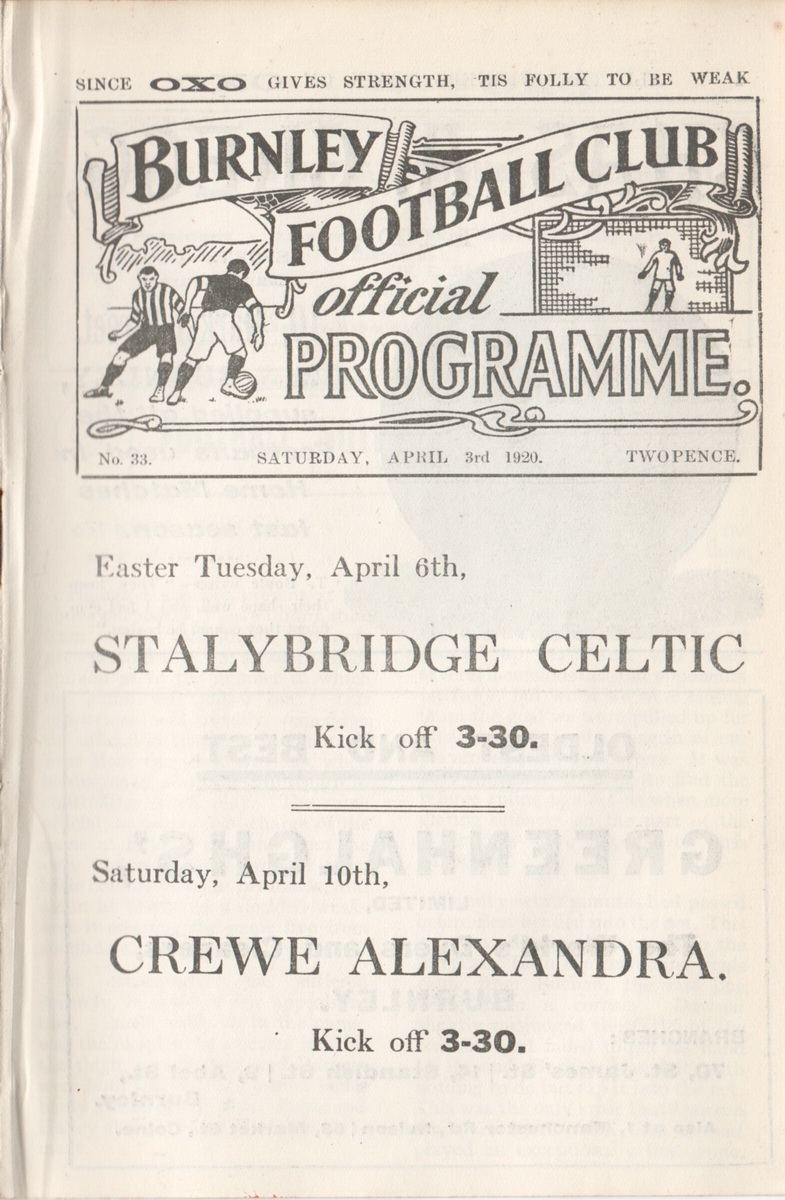 SINCE OXO GIVES STRENGTH, TIS FOLLY TO BE WEAK
BURNLEY
FOOTBALL CLUB
official
PROGRAMME.
No. 33. SATURDAY, APRIL 3rd 1920. TWOPENCE.
Easter Tuesday, April 6th,
STALYBRIDGE CELTIC
Kick off 3-30.
Saturday, April 10th,
CREWE ALEXANDRA.
Kick off 3-30.